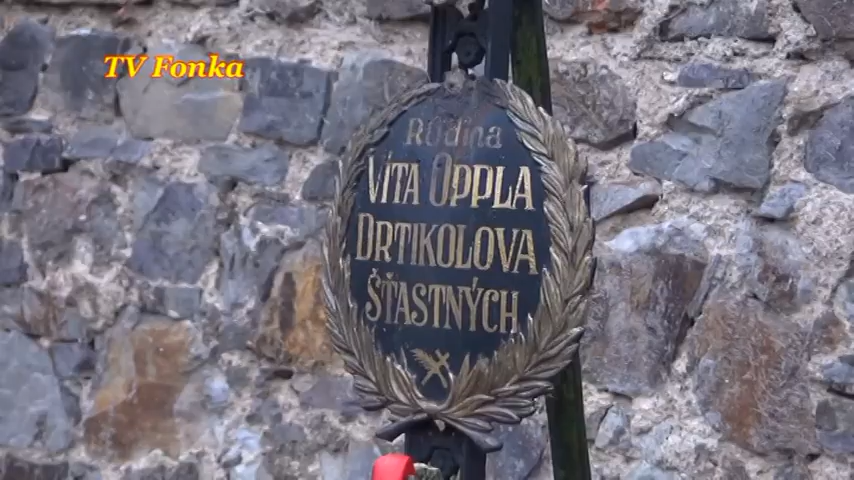 TV Fonka
Rodina
VÍTA OPPLA
DRTIKOLOVA
ŠŤASTNÝCH